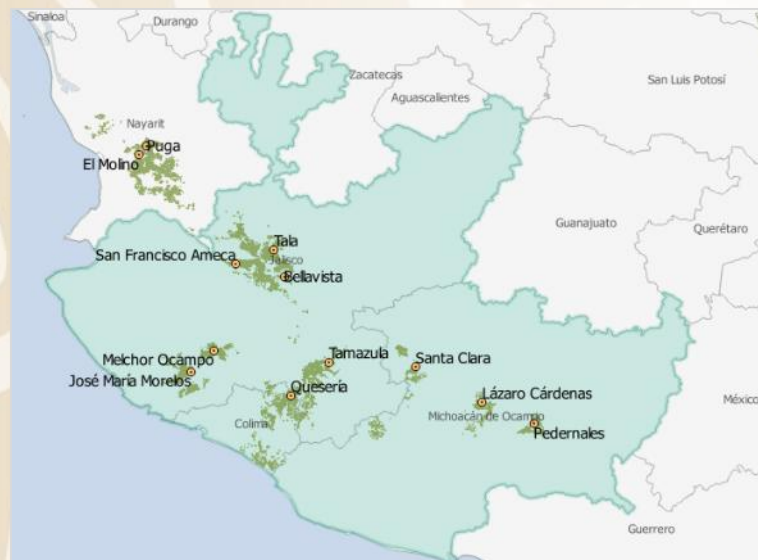 Sinaloa
Durango
Zacatecas
San Luis Potosí
Aguascalientes
Nayarit
Puga
El Molino
Guanajuato
Querétaro
Tala
San Francisco Ameca
Jalisco
Bellavista
Melchor Ocampo
Tamazula
Santa Clara
José María Morelos
Quesería
Lázaro Cárdenas
México
Colima
Michoacán de Ocampo
Pedernales
Guerrero